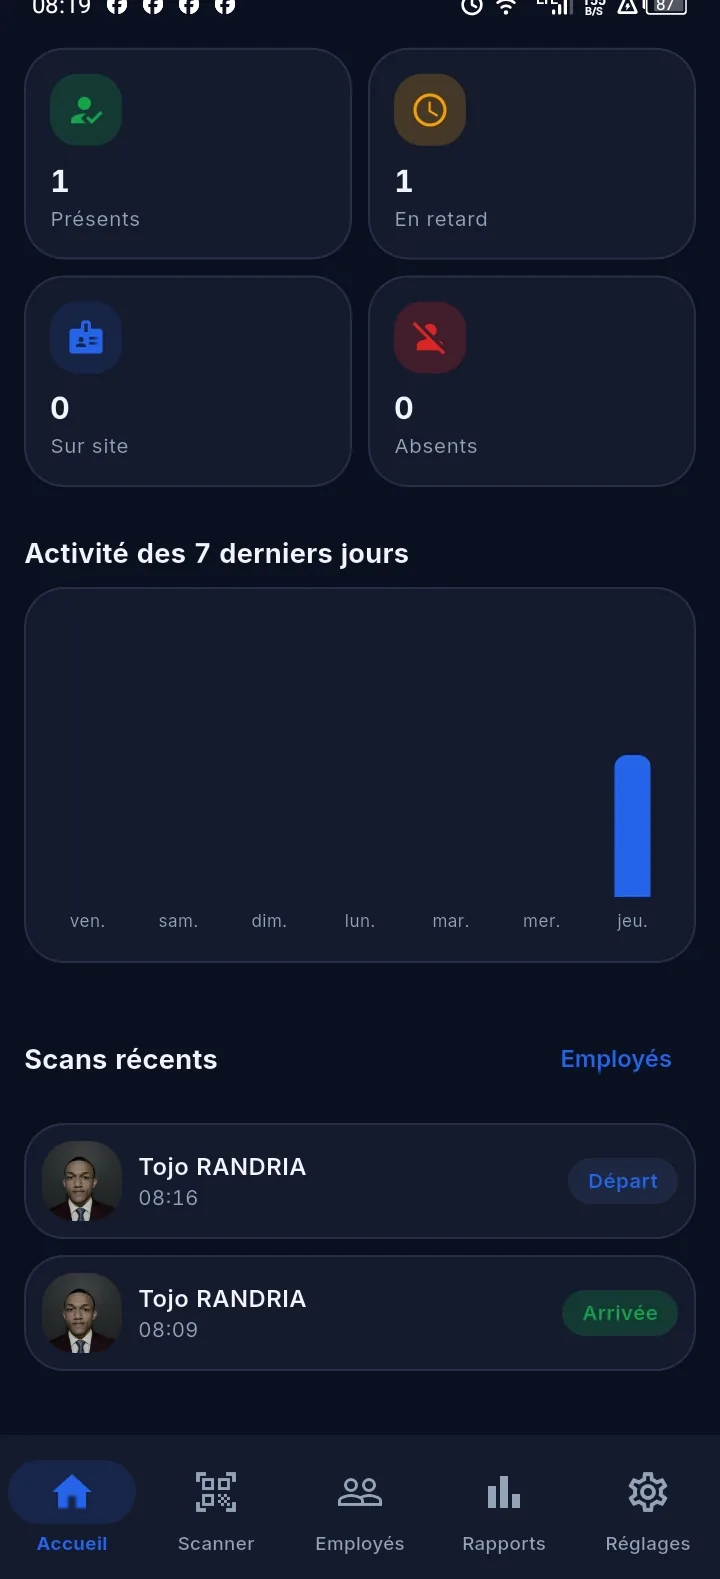 08:19
B/S
87
1
Présents
1
En retard
0
Sur site
0
Absents
Activité des 7 derniers jours
ven. sam. dim. lun. mar. mer. jeu.
Scans récents
Employés
Tojo RANDRIA
08:16
Départ
Tojo RANDRIA
08:09
Arrivée
Accueil Scanner Employés Rapports Réglages